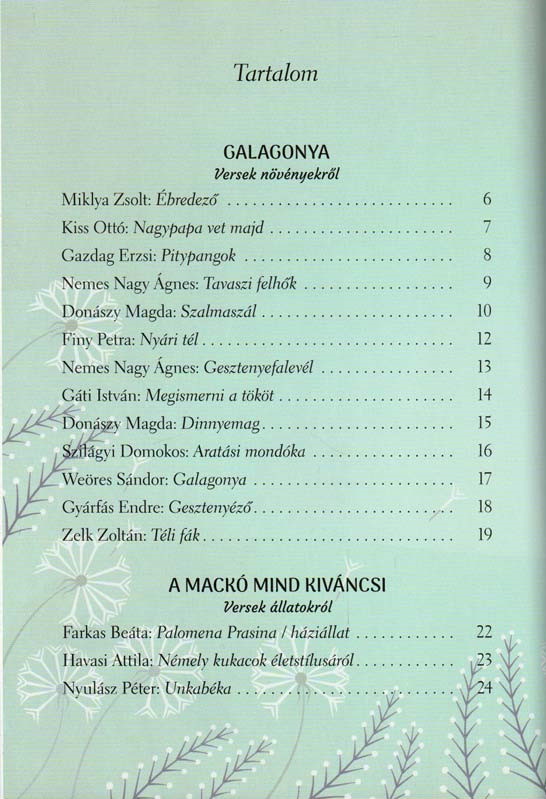 Tartalom
GALAGONYA
Versek növényekről
Miklya Zsolt: Ébredező . . . . . . . . . . . . . . . . . . . . . . . . . . . 6
Kiss Ottó: Nagypapa vet majd . . . . . . . . . . . . . . . . . . . . . 7
Gazdag Erzsi: Pitypangok . . . . . . . . . . . . . . . . . . . . . . . . 8
Nemes Nagy Ágnes: Tavaszi felhők . . . . . . . . . . . . . . . . . 9
Donászy Magda: Szalmaszál . . . . . . . . . . . . . . . . . . . . . . 10
Finy Petra: Nyári tél . . . . . . . . . . . . . . . . . . . . . . . . . . . . . 12
Nemes Nagy Ágnes: Gesztenyefalevél . . . . . . . . . . . . . . . 13
Gáti István: Megismerni a tököt . . . . . . . . . . . . . . . . . . . . 14
Donászy Magda: Dinnyemag . . . . . . . . . . . . . . . . . . . . . . 15
Szilágyi Domokos: Aratási mondóka . . . . . . . . . . . . . . . . 16
Weöres Sándor: Galagonya . . . . . . . . . . . . . . . . . . . . . . . 17
Gyárfás Endre: Gesztenyéző . . . . . . . . . . . . . . . . . . . . . . . 18
Zelk Zoltán: Téli fák . . . . . . . . . . . . . . . . . . . . . . . . . . . . . 19
A MACKÓ MIND KIVÁNCSI
Versek állatokról
Farkas Beáta: Palomena Prasina / háziállat . . . . . . . . . . . . 22
Havasi Attila: Némely kukacok életstílusáról . . . . . . . . . . . 23
Nyulász Péter: Unkabéka . . . . . . . . . . . . . . . . . . . . . . . . . 24